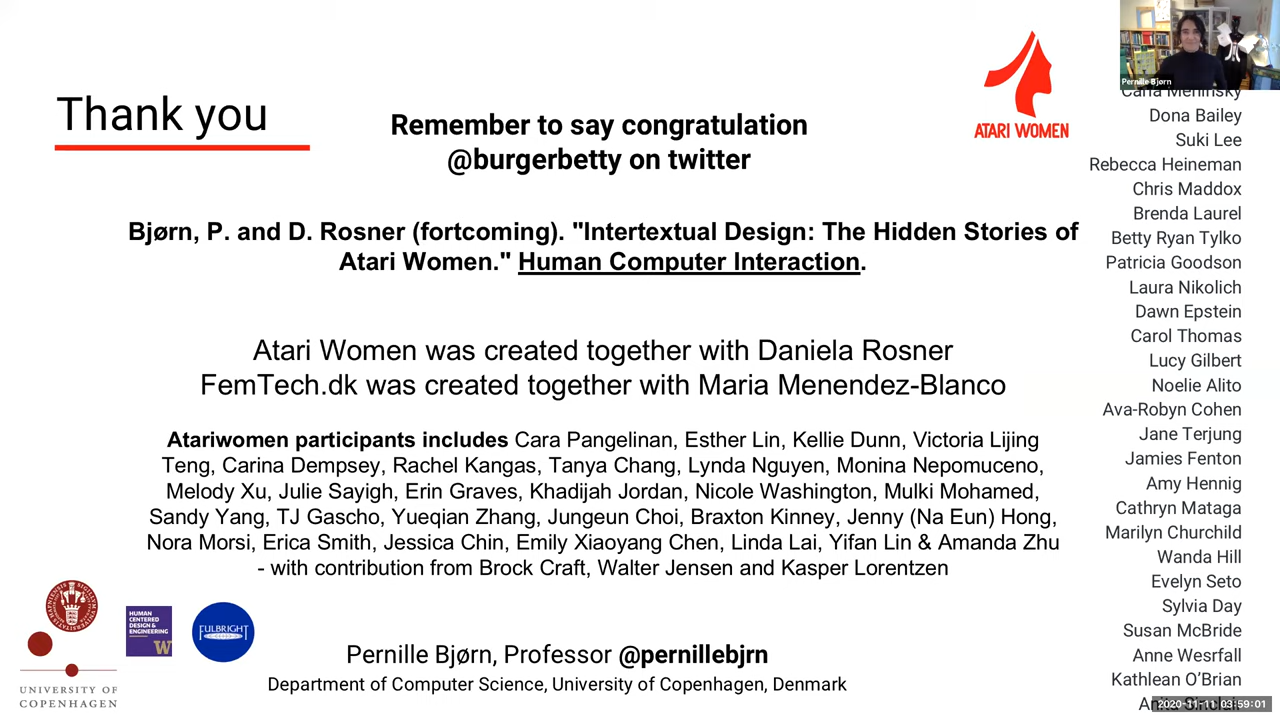 Thank you
Remember to say congratulation
@burgerbetty on twitter
ATARI WOMEN
Bjørn, P. and D. Rosner (fortcoming). "Intertextual Design: The Hidden Stories of
Atari Women." Human Computer Interaction.
Atari Women was created together with Daniela Rosner
FemTech.dk was created together with Maria Menendez-Blanco
Atariwomen participants includes Cara Pangelinan, Esther Lin, Kellie Dunn, Victoria Lijing
Teng, Carina Dempsey, Rachel Kangas, Tanya Chang, Lynda Nguyen, Monina Nepomuceno,
Melody Xu, Julie Sayigh, Erin Graves, Khadijah Jordan, Nicole Washington, Mulki Mohamed,
Sandy Yang, TJ Gascho, Yueqian Zhang, Jungeun Choi, Braxton Kinney, Jenny (Na Eun) Hong,
Nora Morsi, Erica Smith, Jessica Chin, Emily Xiaoyang Chen, Linda Lai, Yifan Lin & Amanda Zhu
- with contribution from Brock Craft, Walter Jensen and Kasper Lorentzen
UNIVERSITY OF
COPENHAGEN
HUMAN
CENTERED
DESIGN &
ENGINEERING
W
FULBRIGHT
Pernille Bjørn, Professor @pernillebjrn
Department of Computer Science, University of Copenhagen, Denmark
Pernille Bjørn
Carla Meninsky
Dona Bailey
Suki Lee
Rebecca Heineman
Chris Maddox
Brenda Laurel
Betty Ryan Tylko
Patricia Goodson
Laura Nikolich
Dawn Epstein
Carol Thomas
Lucy Gilbert
Noelie Alito
Ava-Robyn Cohen
Jane Terjung
Jamies Fenton
Amy Hennig
Cathryn Mataga
Marilyn Churchild
Wanda Hill
Evelyn Seto
Sylvia Day
Susan McBride
Anne Wesrfall
Kathlean O’Brian
2020-11-11 03:59:01